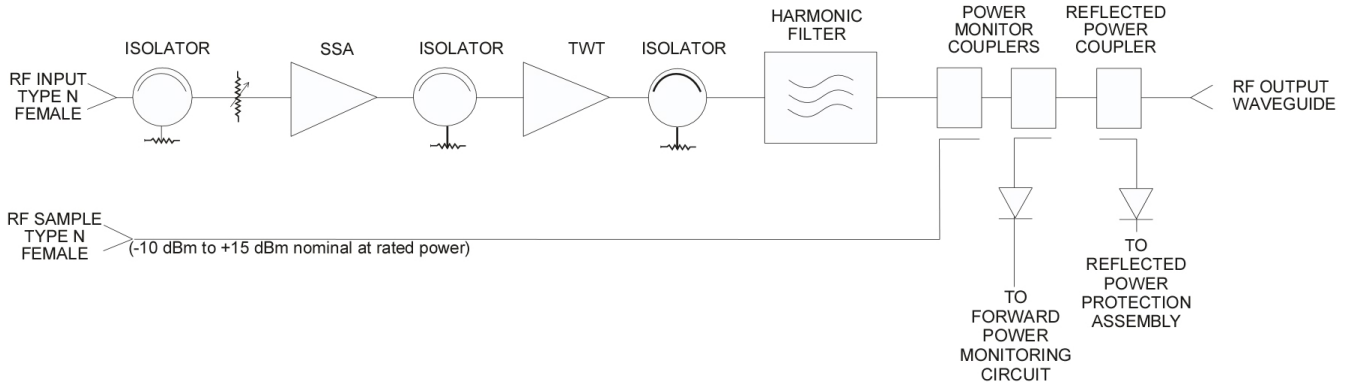 HARMONIC
FILTER
POWER
MONITOR
COUPLERS
REFLECTED
POWER
COUPLER
ISOLATOR
SSA
ISOLATOR
TWT
ISOLATOR
RF INPUT
TYPE N
FEMALE
RF OUTPUT
WAVEGUIDE
RF SAMPLE
TYPE N
FEMALE
(-10 dBm to +15 dBm nominal at rated power)
TO
FORWARD
POWER
MONITORING
CIRCUIT
TO
REFLECTED
POWER
PROTECTION
ASSEMBLY